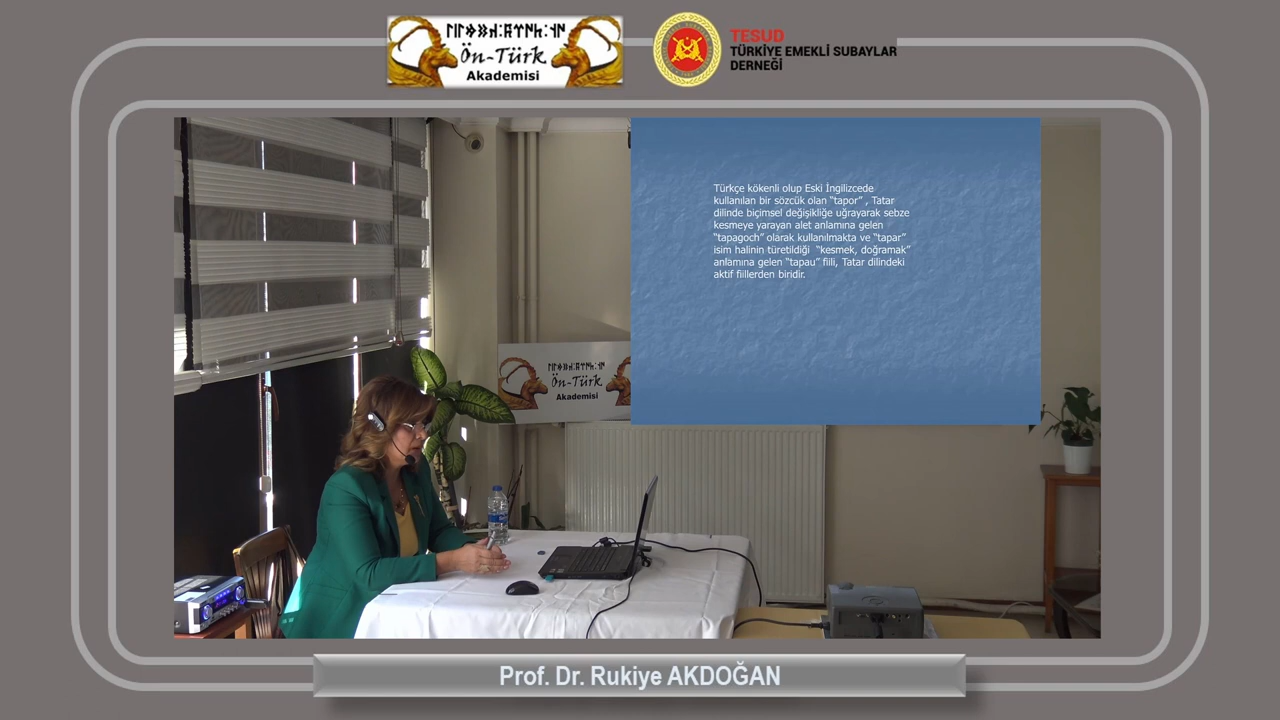 Ön-Türk
Akademisi
TESUD
TÜRKİYE EMEKLİ SUBAYLAR
DERNEĞİ
Türkçe kökenli olup Eski İngilizcede
kullanılan bir sözcük olan “tapor” , Tatar
dilinde biçimsel değişikliğe uğrayarak sebze
kesmeye yarayan alet anlamına gelen
“tapagoch” olarak kullanılmakta ve “tapar”
isim halinin türetildiği “kesmek, doğramak”
anlamına gelen “tapau” fiili, Tatar dilindeki
aktif fiillerden biridir.
Ön-Türk
Akademisi
Prof. Dr. Rukiye AKDOĞAN